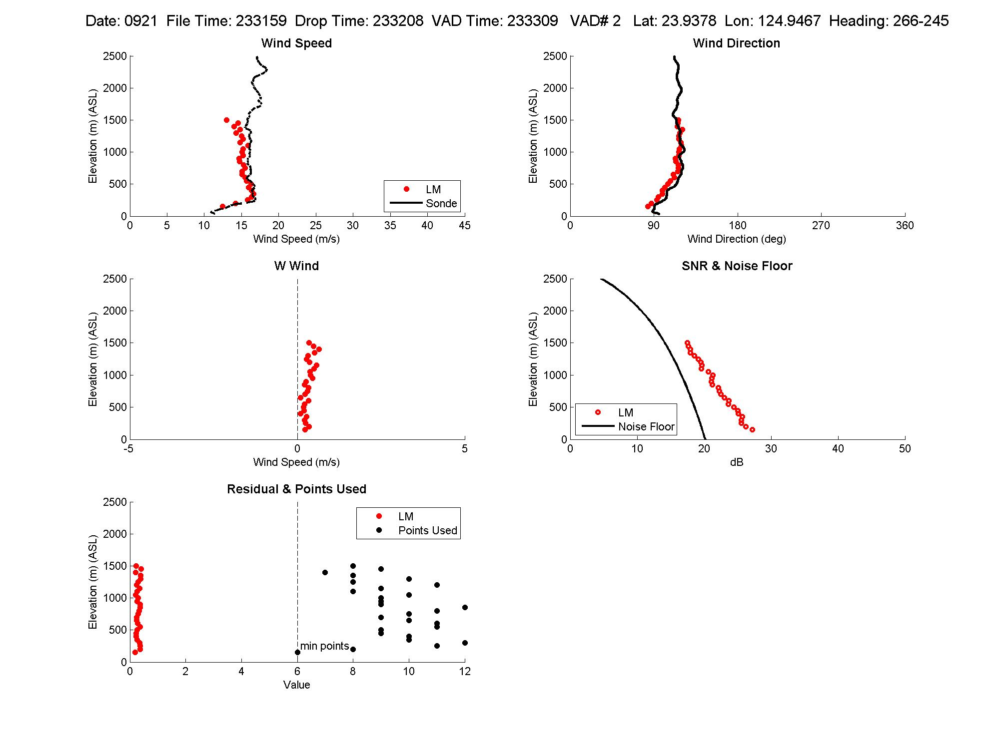 Date: 0921 File Time: 233159 Drop Time: 233208 VAD Time: 233309 VAD# 2 Lat: 23.9378 Lon: 124.9467 Heading: 266-245
Wind Speed
Elevation (m) (ASL)
2500
2000
1500
1000
500
0
0 5 10 15 20 25 30 35 40 45
Wind Speed (m/s)
LM
Sonde
Wind Direction
Elevation (m) (ASL)
2500
2000
1500
1000
500
0
0 90 180 270 360
Wind Direction (deg)
W Wind
Elevation (m) (ASL)
2500
2000
1500
1000
500
0
-5 0 5
Wind Speed (m/s)
SNR & Noise Floor
Elevation (m) (ASL)
2500
2000
1500
1000
500
0
0 10 20 30 40 50
dB
LM
Noise Floor
Residual & Points Used
Elevation (m) (ASL)
2500
2000
1500
1000
500
0
0 2 4 6 8 10 12
Value
LM
Points Used
min points